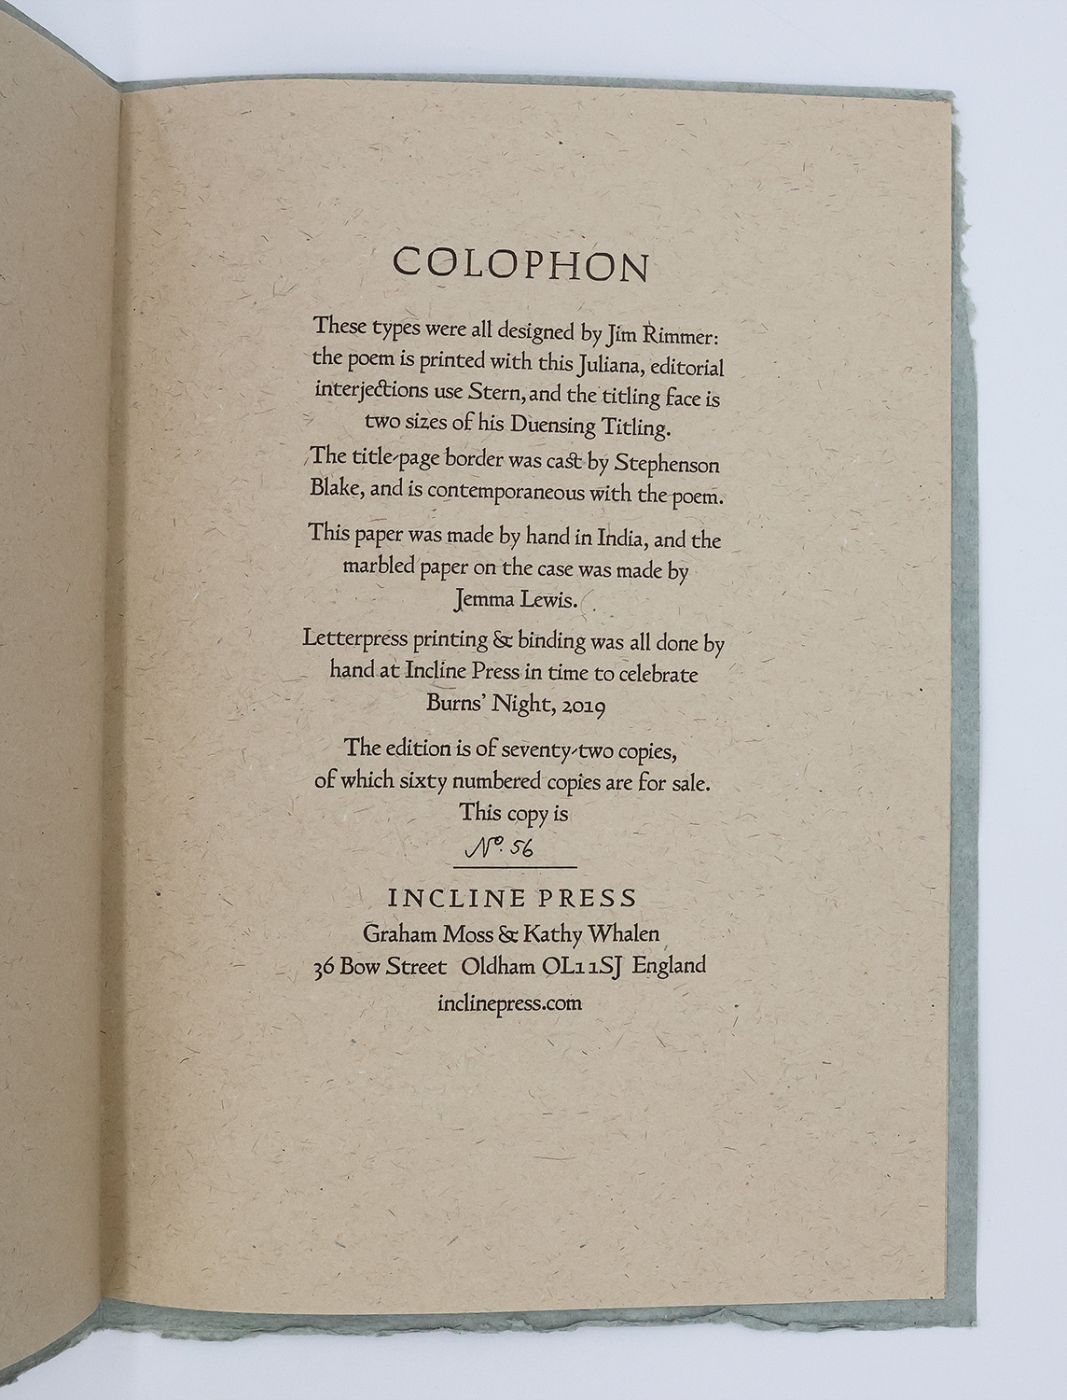 COLOPHON
These types were all designed by Jim Rimmer:
the poem is printed with this Juliana, editorial
interjections use Stern, and the titling face is
two sizes of his Duensing Titling.
The title-page border was cast by Stephenson
Blake, and is contemporaneous with the poem.
This paper was made by hand in India, and the
marbled paper on the case was made by
Jemma Lewis.
Letterpress printing & binding was all done by
hand at Incline Press in time to celebrate
Burns' Night, 2019
The edition is of seventy-two copies,
of which sixty numbered copies are for sale.
This copy is
Nº. 56
INCLINE PRESS
Graham Moss & Kathy Whalen
36 Bow Street Oldham OL1 1SJ England
inclinepress.com